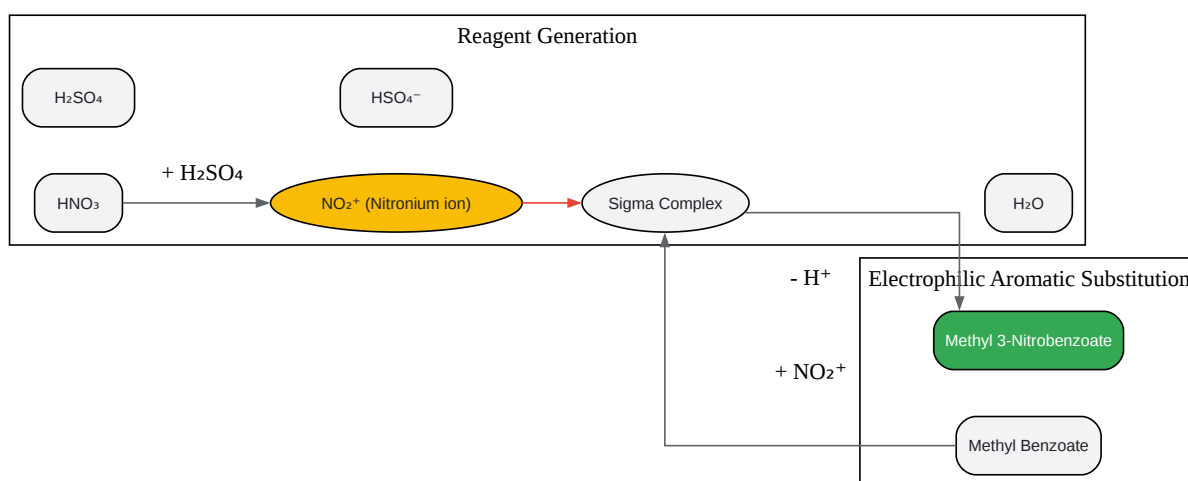 Reagent Generation
H₂SO₄
HSO₄⁻
+ H₂SO₄
HNO₃
NO₂⁺ (Nitronium ion)
Sigma Complex
H₂O
- H⁺
Electrophilic Aromatic Substitution
Methyl 3-Nitrobenzoate
+ NO₂⁺
Methyl Benzoate